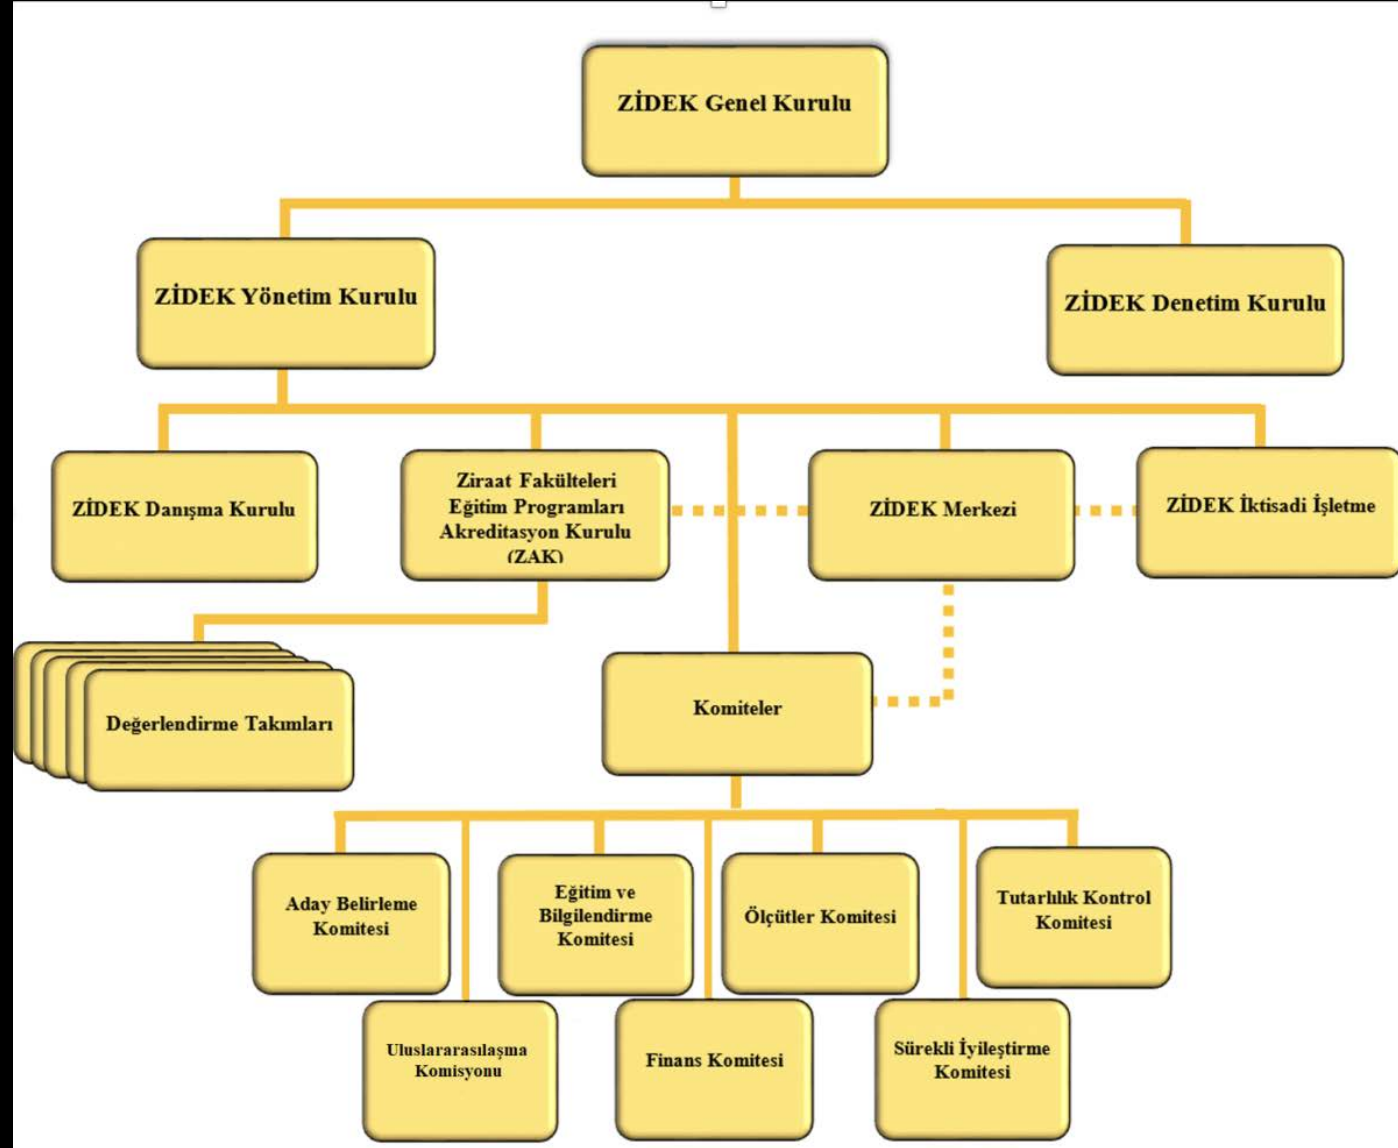 ZİDEK Genel Kurulu
ZİDEK Yönetim Kurulu
ZİDEK Denetim Kurulu
ZİDEK Danışma Kurulu
Ziraat Fakülteleri
Eğitim Programları
Akreditasyon Kurulu
(ZAK)
ZİDEK Merkezi
ZİDEK İktisadi İşletme
Değerlendirme Takımları
Komiteler
Aday Belirleme
Komitesi
Eğitim ve
Bilgilendirme
Komitesi
Ölçütler Komitesi
Tutarlılık Kontrol
Komitesi
Uluslararasılaşma
Komisyonu
Finans Komitesi
Sürekli İyileştirme
Komitesi